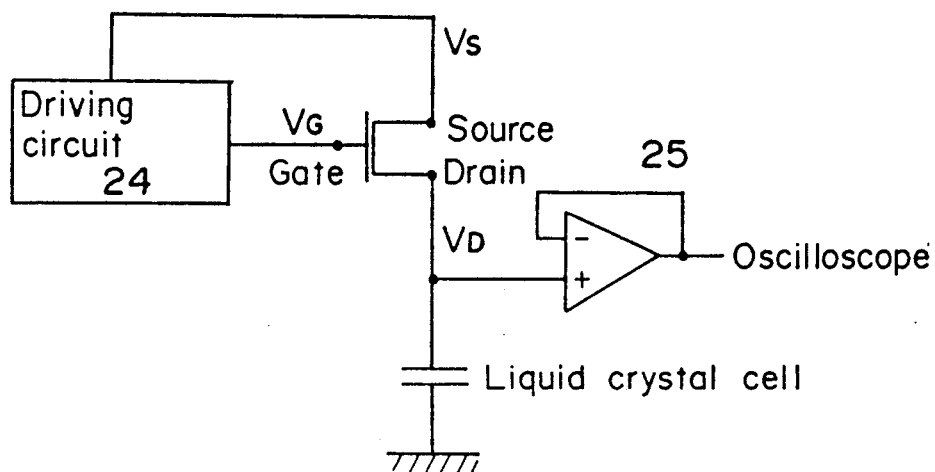 Vs
Driving
circuit
24
VG
Gate
Source
Drain
25
VD
-
+
Oscilloscope
Liquid crystal cell